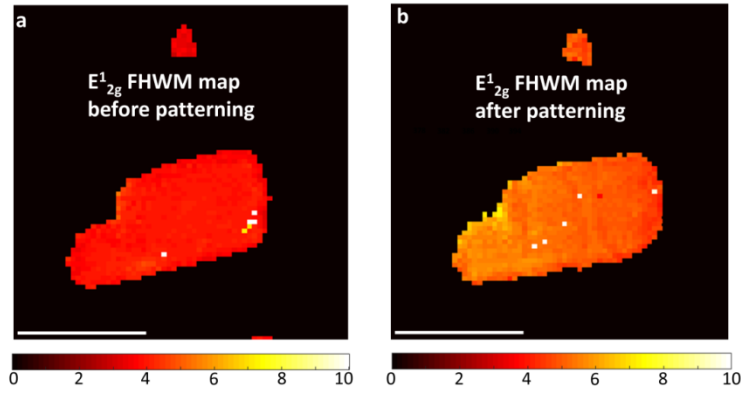 a
E¹₂g FHWM map
before patterning
0 2 4 6 8 10
b
E¹₂g FHWM map
after patterning
0 2 4 6 8 10